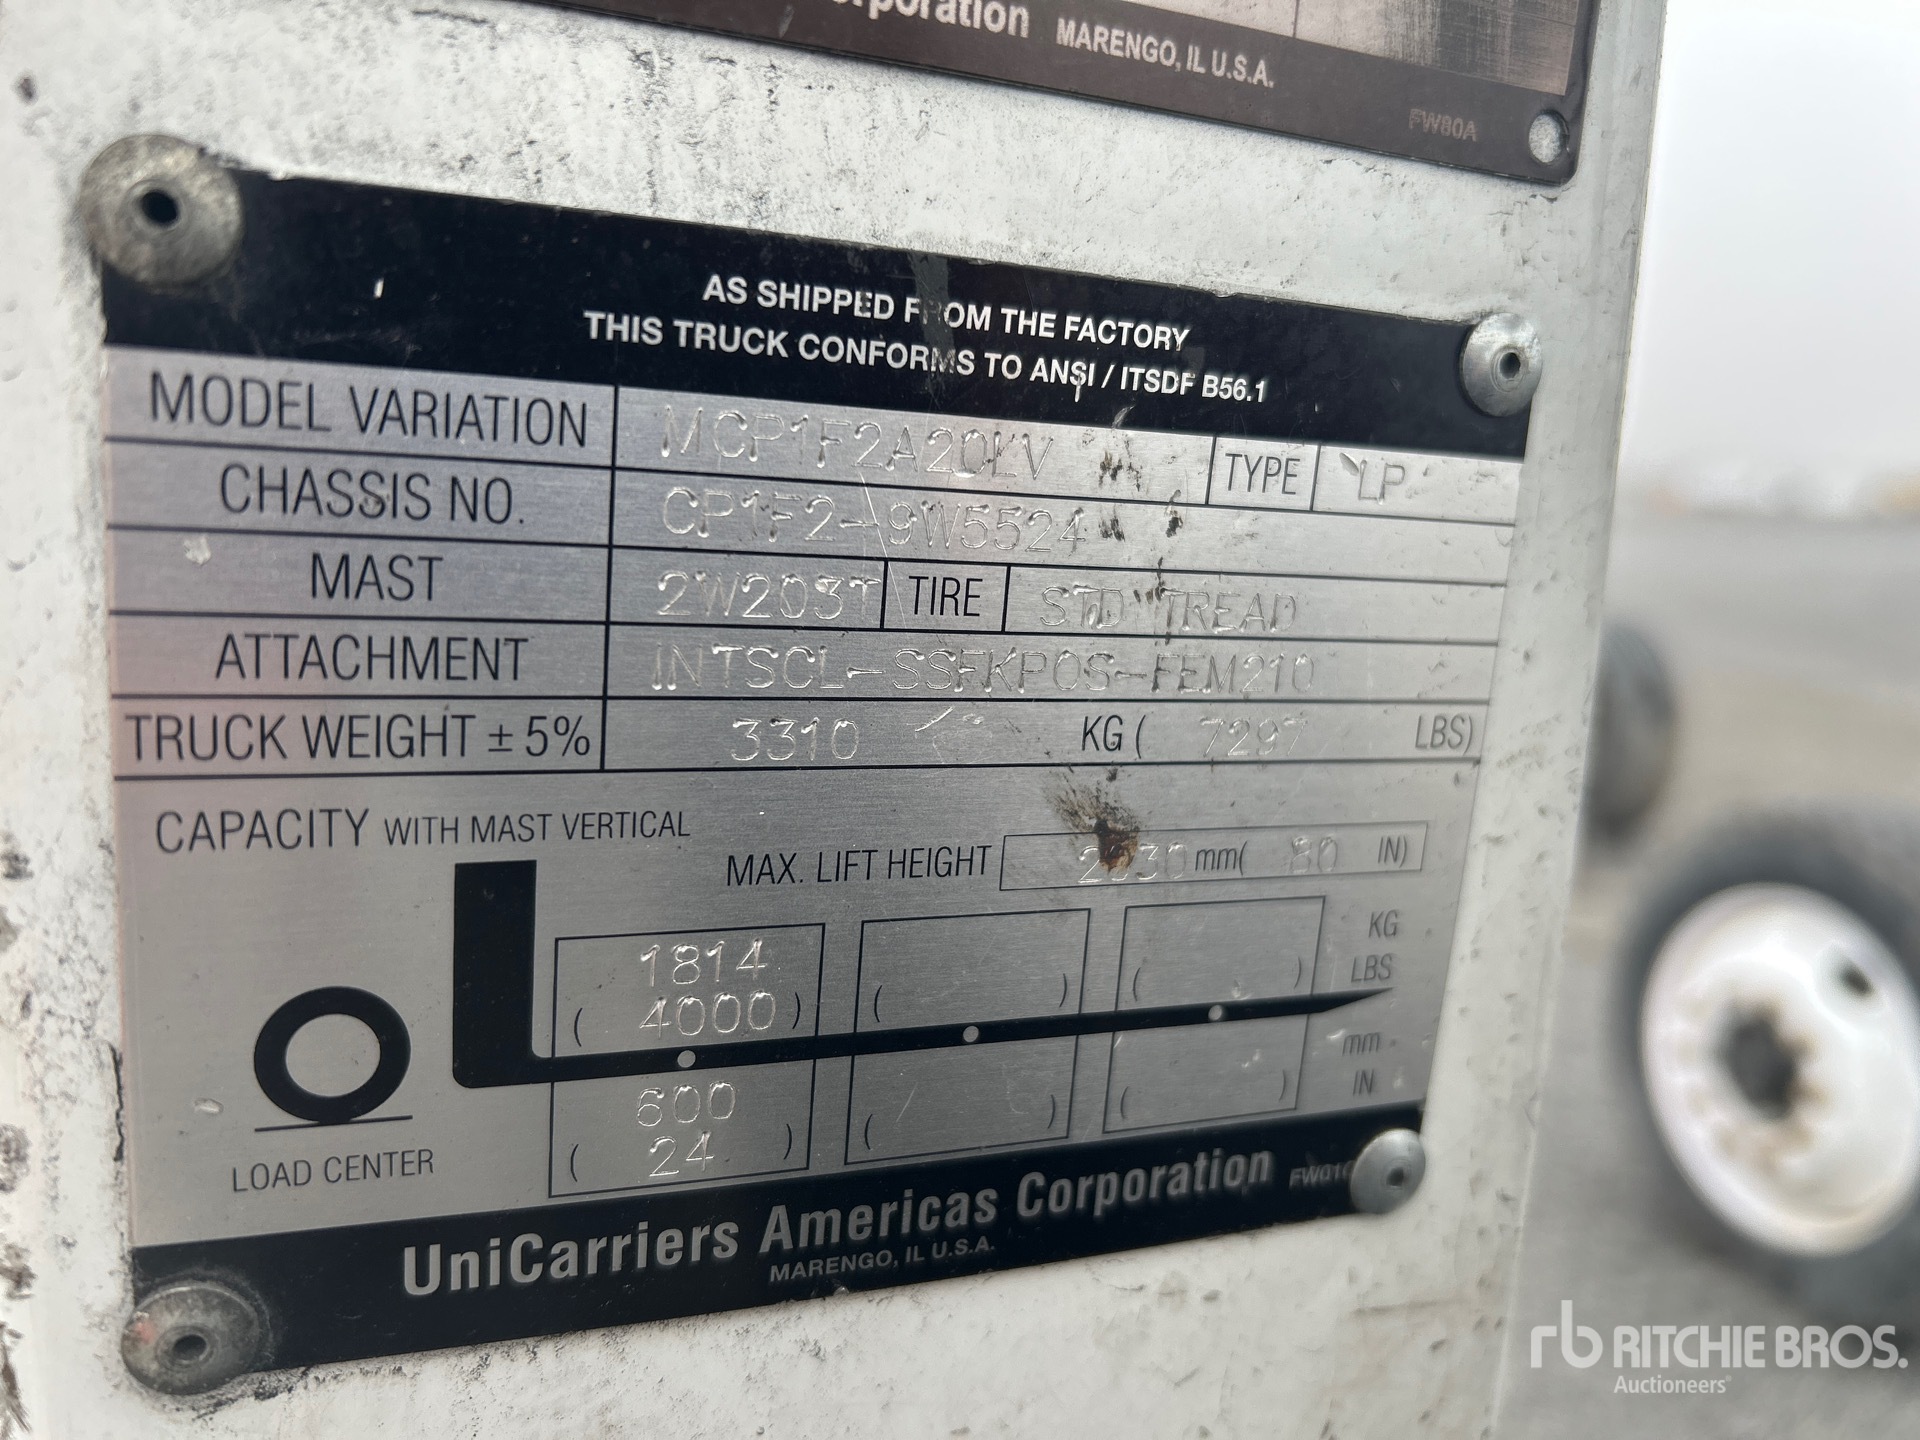 rporation MARENGO, IL U.S.A.
FW80A
AS SHIPPED FROM THE FACTORY
THIS TRUCK CONFORMS TO ANSI / ITSDF B56.1
MODEL VARIATION MCP1F2A20LV TYPE LP
CHASSIS NO. CP1F2-9W5524
MAST 2W203T TIRE STD TREAD
ATTACHMENT INTSCL-SSFKPOS-FEM210
TRUCK WEIGHT ± 5% 3310 KG ( 7297 LBS)
CAPACITY WITH MAST VERTICAL
MAX. LIFT HEIGHT 2030 mm( 80 IN)
1814 KG
( 4000 ) ( ) ( ) LBS
600 mm
( 24 ) ( ) ( ) IN
LOAD CENTER
UniCarriers Americas Corporation
MARENGO, IL U.S.A.
rb RITCHIE BROS.
Auctioneers